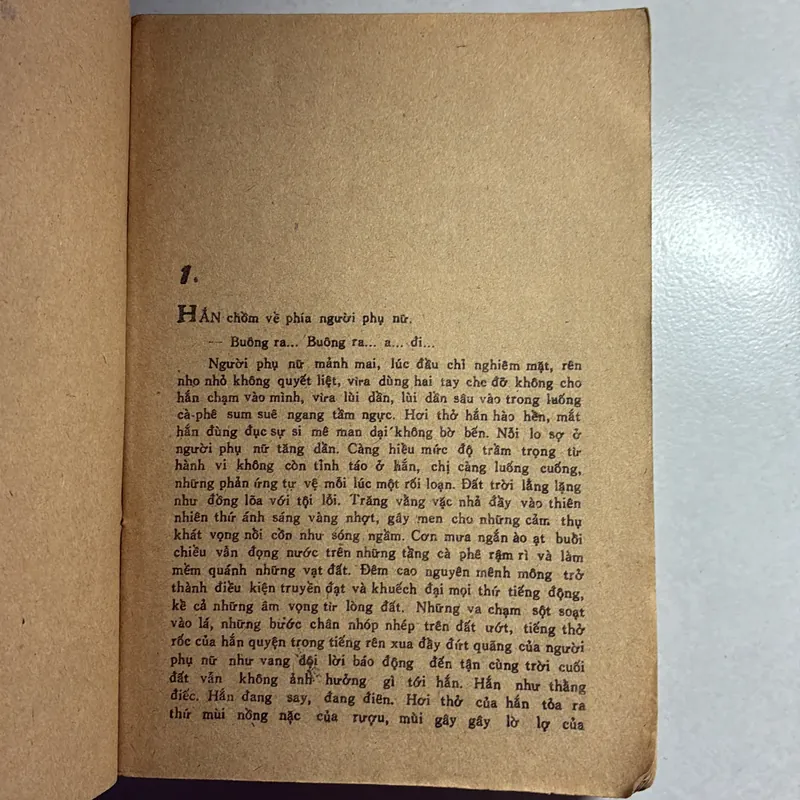 1.
HẮN chồm về phía người phụ nữ.
— Buông ra... Buông ra... a... đi...
Người phụ nữ mảnh mai, lúc đầu chỉ nghiêm mặt, rên
nho nhỏ không quyết liệt, vừa dùng hai tay che đỡ không cho
hắn chạm vào mình, vừa lùi dần, lùi dần sâu vào trong luống
cà-phê sum suê ngang tầm ngực. Hơi thở hắn hào hển, mắt
hắn đùng đục sự si mê man dại không bờ bến. Nỗi lo sợ ở
người phụ nữ tăng dần. Càng hiểu mức độ trầm trọng từ
hành vi không còn tỉnh táo ở hắn, chị càng luống cuống,
những phản ứng tự vệ mỗi lúc một rối loạn. Đất trời lẳng lặng
như đồng lõa với tội lỗi. Trăng vằng vặc nhả đầy vào thiên
nhiên thứ ánh sáng vàng nhợt, gây men cho những cảm thụ
khát vọng nổi cồn như sóng ngầm. Cơn mưa ngắn ào ạt buổi
chiều vẫn đọng nước trên những tầng cà phê rậm rì và làm
mềm quánh những vạt đất. Đêm cao nguyên mênh mông trở
thành điều kiện truyền đạt và khuếch đại mọi thứ tiếng động,
kể cả những âm vọng từ lòng đất. Những va chạm sột soạt
vào lá, những bước chân nhóp nhép trên đất ướt, tiếng thở
rốc của hắn quyện trong tiếng rên xua đầy đứt quãng của người
phụ nữ như vang dội lời báo động đến tận cùng trời cuối
đất vẫn không ảnh hưởng gì tới hắn. Hắn như thằng
điếc. Hắn đang say, đang điên. Hơi thở của hắn tỏa ra
thứ mùi nồng nặc của rượu, mùi gây gây lờ lợ của